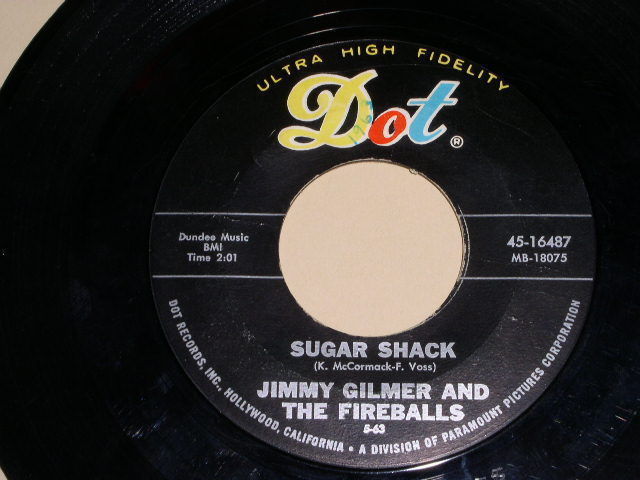 ULTRA HIGH FIDELITY
Dot®
1963
Dundee Music
BMI
Time 2:01
45-16487
MB-18075
SUGAR SHACK
(K. McCormack-F. Voss)
JIMMY GILMER AND
THE FIREBALLS
5-63
DOT RECORDS, INC., HOLLYWOOD, CALIFORNIA • A DIVISION OF PARAMOUNT PICTURES CORPORATION